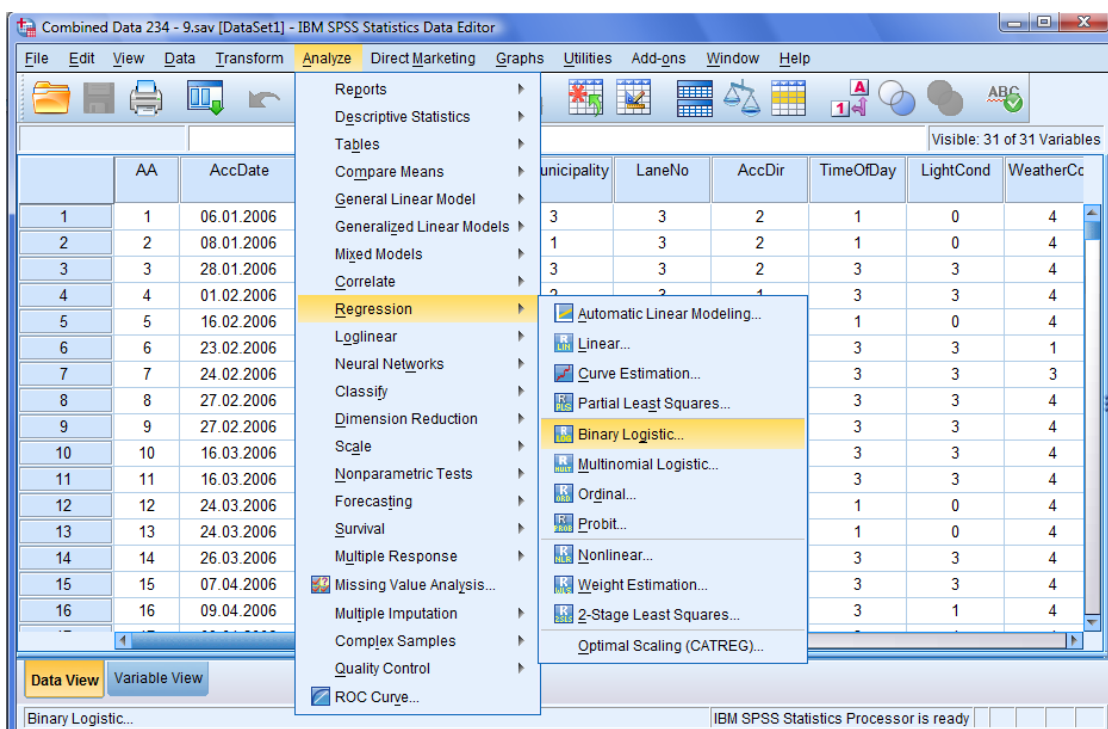 Combined Data 234 - 9.sav [DataSet1] - IBM SPSS Statistics Data Editor
File Edit View Data Transform Analyze Direct Marketing Graphs Utilities Add-ons Window Help
Visible: 31 of 31 Variables
AA AccDate unicipality LaneNo AccDir TimeOfDay LightCond WeatherCo
1 1 06.01.2006 3 3 2 1 0 4
2 2 08.01.2006 1 3 2 1 0 4
3 3 28.01.2006 3 3 2 3 3 4
4 4 01.02.2006 3 3 4
5 5 16.02.2006 1 0 4
6 6 23.02.2006 3 3 1
7 7 24.02.2006 3 3 3
8 8 27.02.2006 3 3 4
9 9 27.02.2006 3 3 4
10 10 16.03.2006 3 3 4
11 11 16.03.2006 3 3 4
12 12 24.03.2006 1 0 4
13 13 24.03.2006 1 0 4
14 14 26.03.2006 3 3 4
15 15 07.04.2006 3 3 4
16 16 09.04.2006 3 1 4
Reports
Descriptive Statistics
Tables
Compare Means
General Linear Model
Generalized Linear Models
Mixed Models
Correlate
Regression
Loglinear
Neural Networks
Classify
Dimension Reduction
Scale
Nonparametric Tests
Forecasting
Survival
Multiple Response
Missing Value Analysis...
Multiple Imputation
Complex Samples
Quality Control
ROC Curve...
Automatic Linear Modeling...
Linear...
Curve Estimation...
Partial Least Squares...
Binary Logistic...
Multinomial Logistic...
Ordinal...
Probit...
Nonlinear...
Weight Estimation...
2-Stage Least Squares...
Optimal Scaling (CATREG)...
Data View Variable View
Binary Logistic... IBM SPSS Statistics Processor is ready